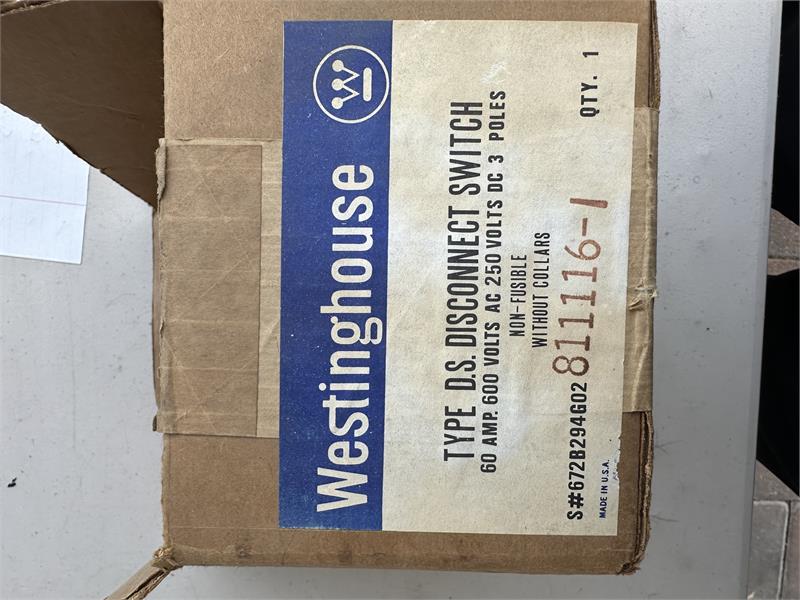 Westinghouse
TYPE D.S. DISCONNECT SWITCH
60 AMP. 600 VOLTS AC 250 VOLTS DC 3 POLES
NON-FUSIBLE
WITHOUT COLLARS
S#672B294G02 811116-1 QTY. 1
MADE IN U.S.A.